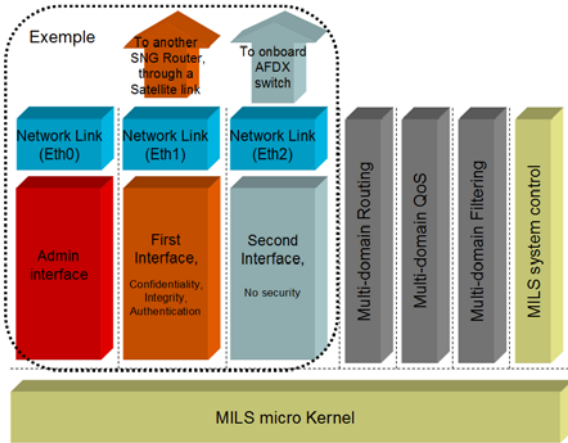 Exemple
To another
SNG Router,
through a
Satellite link
To onboard
AFDX
switch
Network Link
(Eth0)
Network Link
(Eth1)
Network Link
(Eth2)
Admin
interface
First
Interface,
Confidentiality,
Integrity,
Authentication
Second
Interface,
No security
Multi-domain Routing
Multi-domain QoS
Multi-domain Filtering
MILS system control
MILS micro Kernel